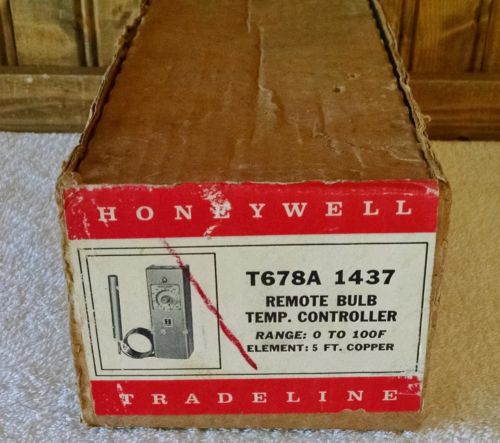 HONEYWELL
T678A 1437
REMOTE BULB
TEMP. CONTROLLER
RANGE: 0 TO 100F
ELEMENT: 5 FT. COPPER
TRADELINE